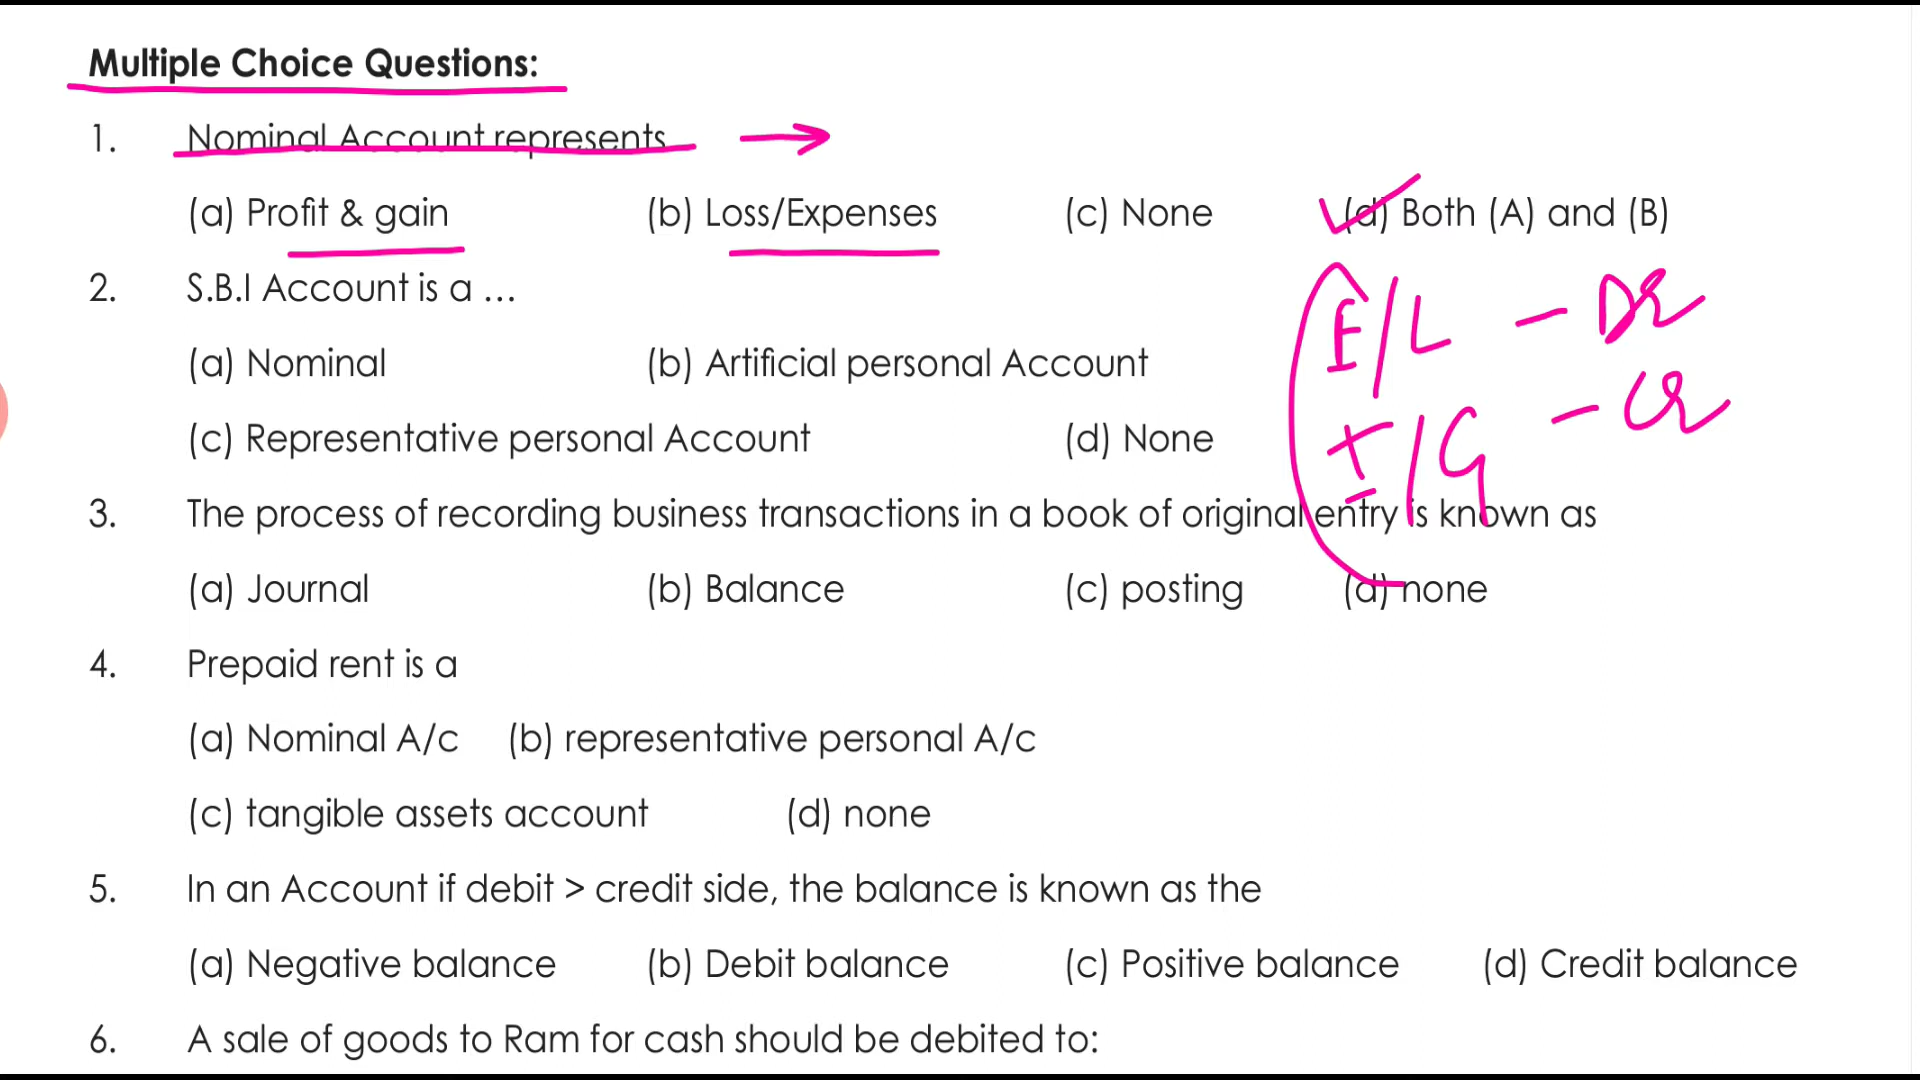 Multiple Choice Questions:
1. Nominal Account represents
(a) Profit & gain (b) Loss/Expenses (c) None (d) Both (A) and (B)
2. S.B.I Account is a ...
E/L - Dr
(a) Nominal (b) Artificial personal Account
I/G - Cr
(c) Representative personal Account (d) None
3. The process of recording business transactions in a book of original entry is known as
(a) Journal (b) Balance (c) posting (d) none
4. Prepaid rent is a
(a) Nominal A/c (b) representative personal A/c
(c) tangible assets account (d) none
5. In an Account if debit > credit side, the balance is known as the
(a) Negative balance (b) Debit balance (c) Positive balance (d) Credit balance
6. A sale of goods to Ram for cash should be debited to: